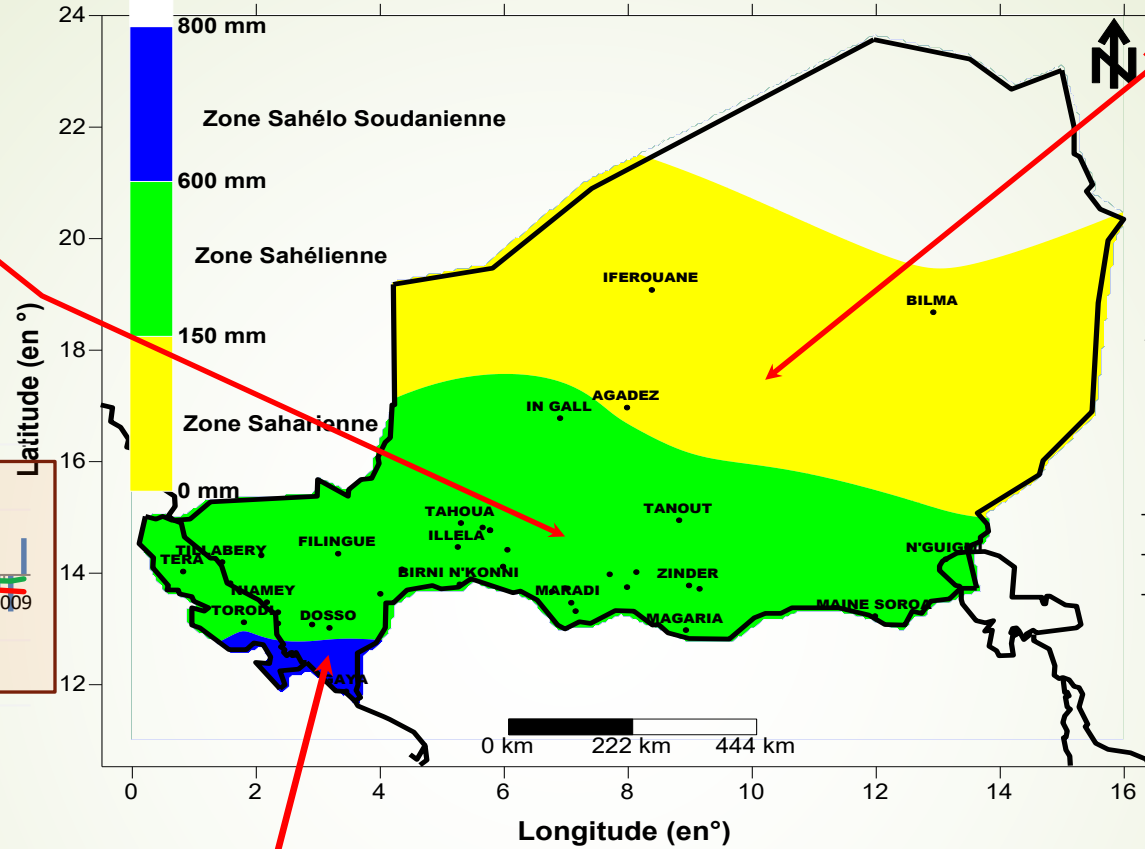 24
22
20
18
16
14
12
Latitude (en °)
800 mm
Zone Sahélo Soudanienne
600 mm
Zone Sahélienne
150 mm
Zone Saharienne
0 mm
N
IFEROUANE
BILMA
AGADEZ
IN GALL
TAHOUA
TANOUT
ILLELA
FILINGUE
TILLABERY
TERA
N'GUIGMI
BIRNI N'KONNI
ZINDER
NIAMEY
MARADI
TORODI
DOSSO
MAINE SOROA
MAGARIA
009
0 km
222 km
444 km
0
2
4
6
8
10
12
14
16
Longitude (en°)